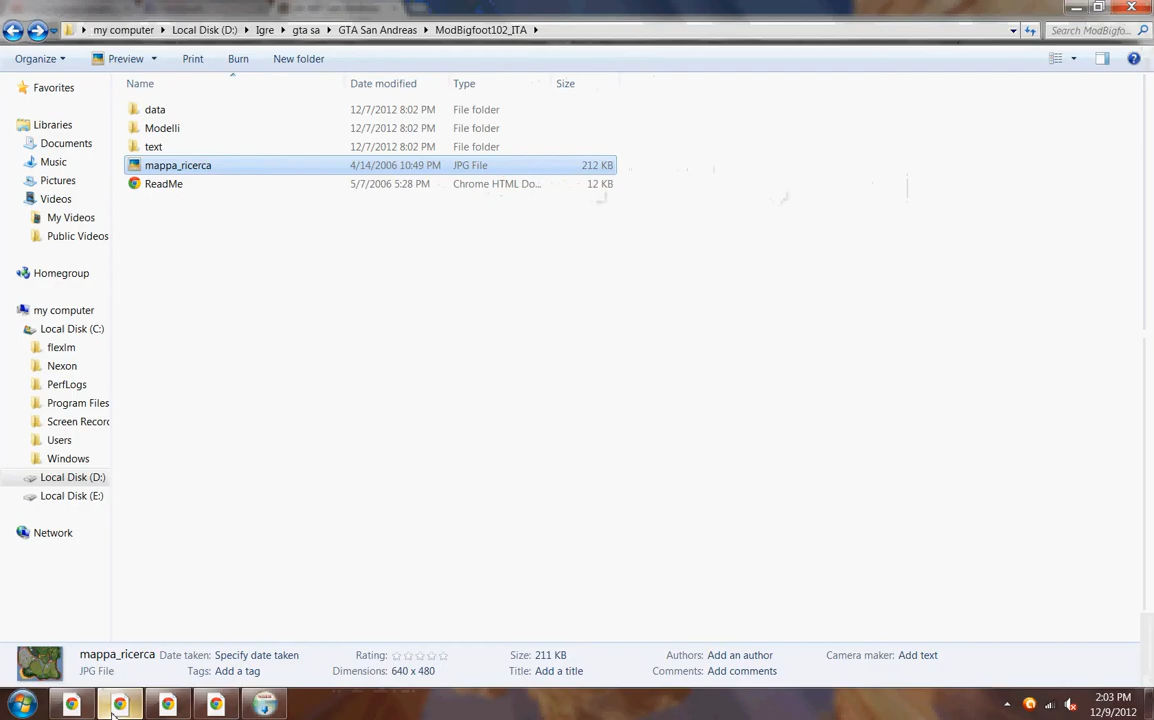 my computer Local Disk (D:) Igre gta sa GTA San Andreas ModBigfoot102_ITA Search ModBigfo...
Organize Preview Print Burn New folder
Name Date modified Type Size
Favorites
data 12/7/2012 8:02 PM File folder
Libraries
Modelli 12/7/2012 8:02 PM File folder
Documents
text 12/7/2012 8:02 PM File folder
Music
mappa_ricerca 4/14/2006 10:49 PM JPG File 212 KB
Pictures
ReadMe 5/7/2006 5:28 PM Chrome HTML Do... 12 KB
Videos
My Videos
Public Videos
Homegroup
my computer
Local Disk (C:)
flexlm
Nexon
PerfLogs
Program Files
Screen Recor
Users
Windows
Local Disk (D:)
Local Disk (E:)
Network
mappa_ricerca Date taken: Specify date taken Rating: Size: 211 KB Authors: Add an author Camera maker: Add text
JPG File Tags: Add a tag Dimensions: 640 x 480 Title: Add a title Comments: Add comments
2:03 PM
12/9/2012